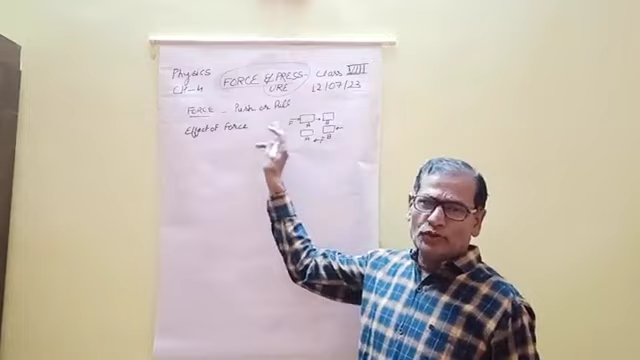 Physics FORCE & PRESS- Class VIII
CH-4 URE 12/07/23
FORCE - Push or Pull
Effect of Force
F A B
A B